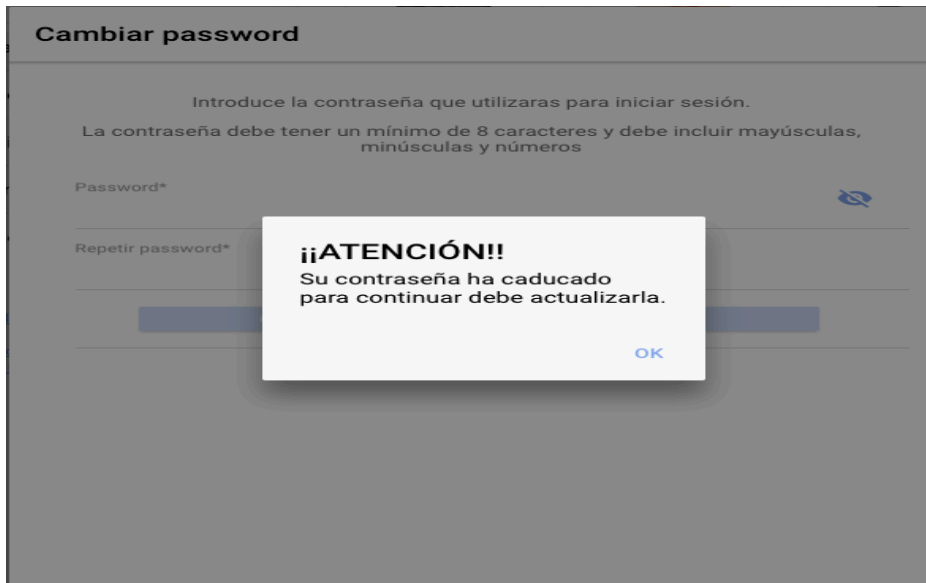 Cambiar password
Introduce la contraseña que utilizaras para iniciar sesión.
La contraseña debe tener un mínimo de 8 caracteres y debe incluir mayúsculas,
minúsculas y números
Password*
Repetir password*
¡¡ATENCIÓN!!
Su contraseña ha caducado
para continuar debe actualizarla.
OK